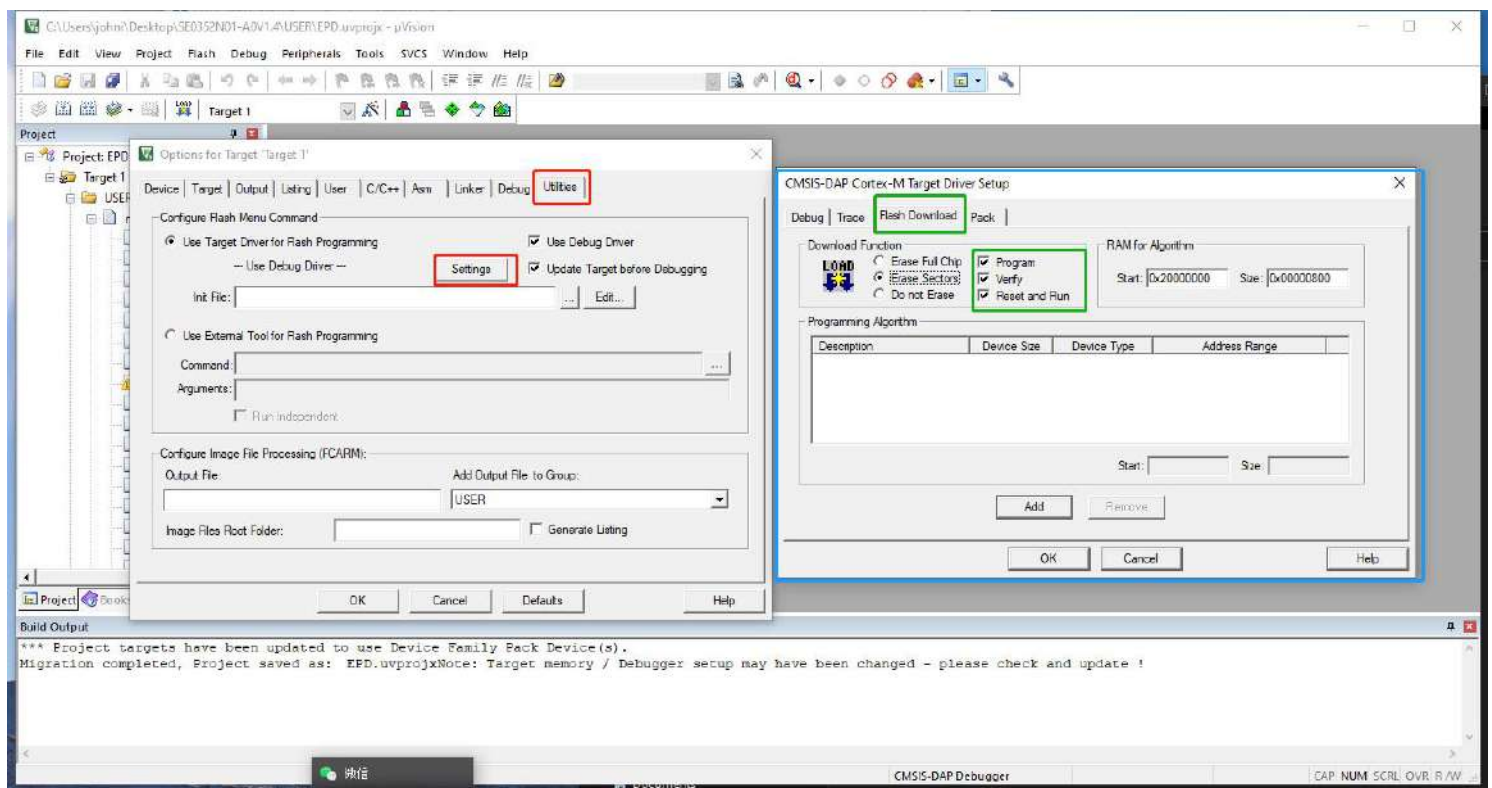 C:\Users\johni\Desktop\SE0352N01-A0V1.4\USER\EPD.uvprojx - µVision
File Edit View Project Flash Debug Peripherals Tools SVCS Window Help
LOAD Target 1
Project
Project: EPD
Target 1
USER
Options for Target 'Target 1'
Device Target Output Listing User C/C++ Asm Linker Debug Utilities
Configure Flash Menu Command
Use Target Driver for Flash Programming Use Debug Driver
-- Use Debug Driver -- Settings Update Target before Debugging
Init File: ... Edit...
Use External Tool for Flash Programming
Command: ...
Arguments:
Run Independent
Configure Image File Processing (FCARM):
Output File: Add Output File to Group:
USER
Image Files Root Folder: Generate Listing
OK Cancel Defaults Help
CMSIS-DAP Cortex-M Target Driver Setup
Debug Trace Flash Download Pack
Download Function RAM for Algorithm
LOAD Erase Full Chip Program
Erase Sectors Verify Start: 0x20000000 Size: 0x00000800
Do not Erase Reset and Run
Programming Algorithm
Description Device Size Device Type Address Range
Start: Size:
Add Remove
OK Cancel Help
Project
Build Output
*** Project targets have been updated to use Device Family Pack Device(s).
Migration completed, Project saved as: EPD.uvprojxNote: Target memory / Debugger setup may have been changed - please check and update !
微信
CMSIS-DAP Debugger CAP NUM SCRL OVR R/W